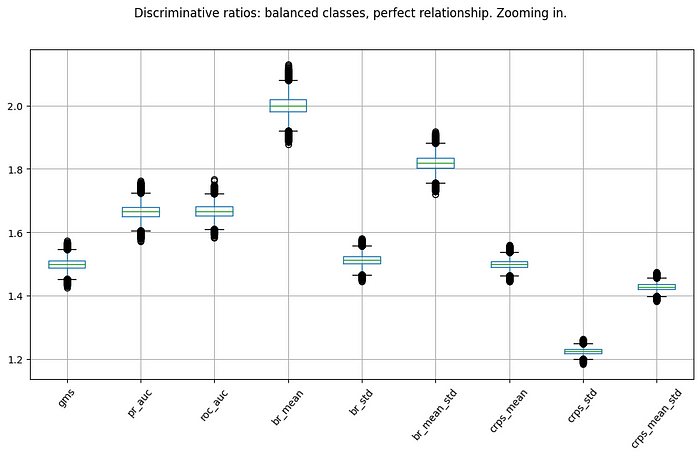 Discriminative ratios: balanced classes, perfect relationship. Zooming in.
2.0
1.8
1.6
1.4
1.2
gms
pr_auc
roc_auc
br_mean
br_std
br_mean_std
crps_mean
crps_std
crps_mean_std